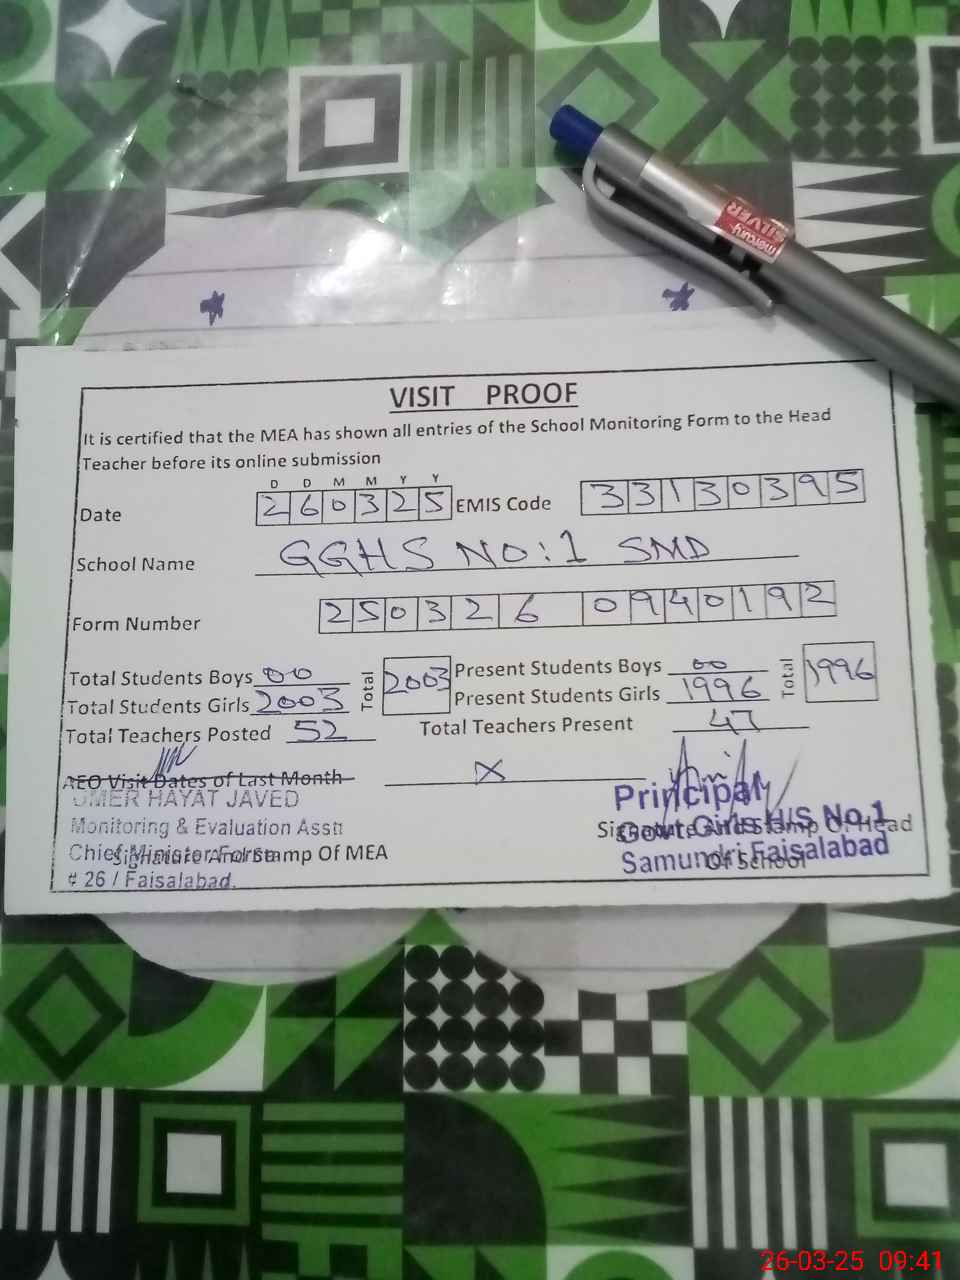 mercury
SILVER
VISIT PROOF
It is certified that the MEA has shown all entries of the School Monitoring Form to the Head
Teacher before its online submission
D D M M Y Y
Date 260325 EMIS Code 33130395
School Name GGHS NO:1 SMD
Form Number 250326 0940192
Total Students Boys 00 Total 2003 Present Students Boys 00 Total 1996
Total Students Girls 2003 Present Students Girls 1996
Total Teachers Posted 52 Total Teachers Present 47
AEO Visit Dates of Last Month X
UMER HAYAT JAVED
Monitoring & Evaluation Asstt
Chief Minister Force
# 26 / Faisalabad.
Signature And Stamp Of MEA
Principal
Govt. Girls H/S No.1
Samundri Faisalabad
Signature And Stamp Of Head
Of School
26-03-25 09:41